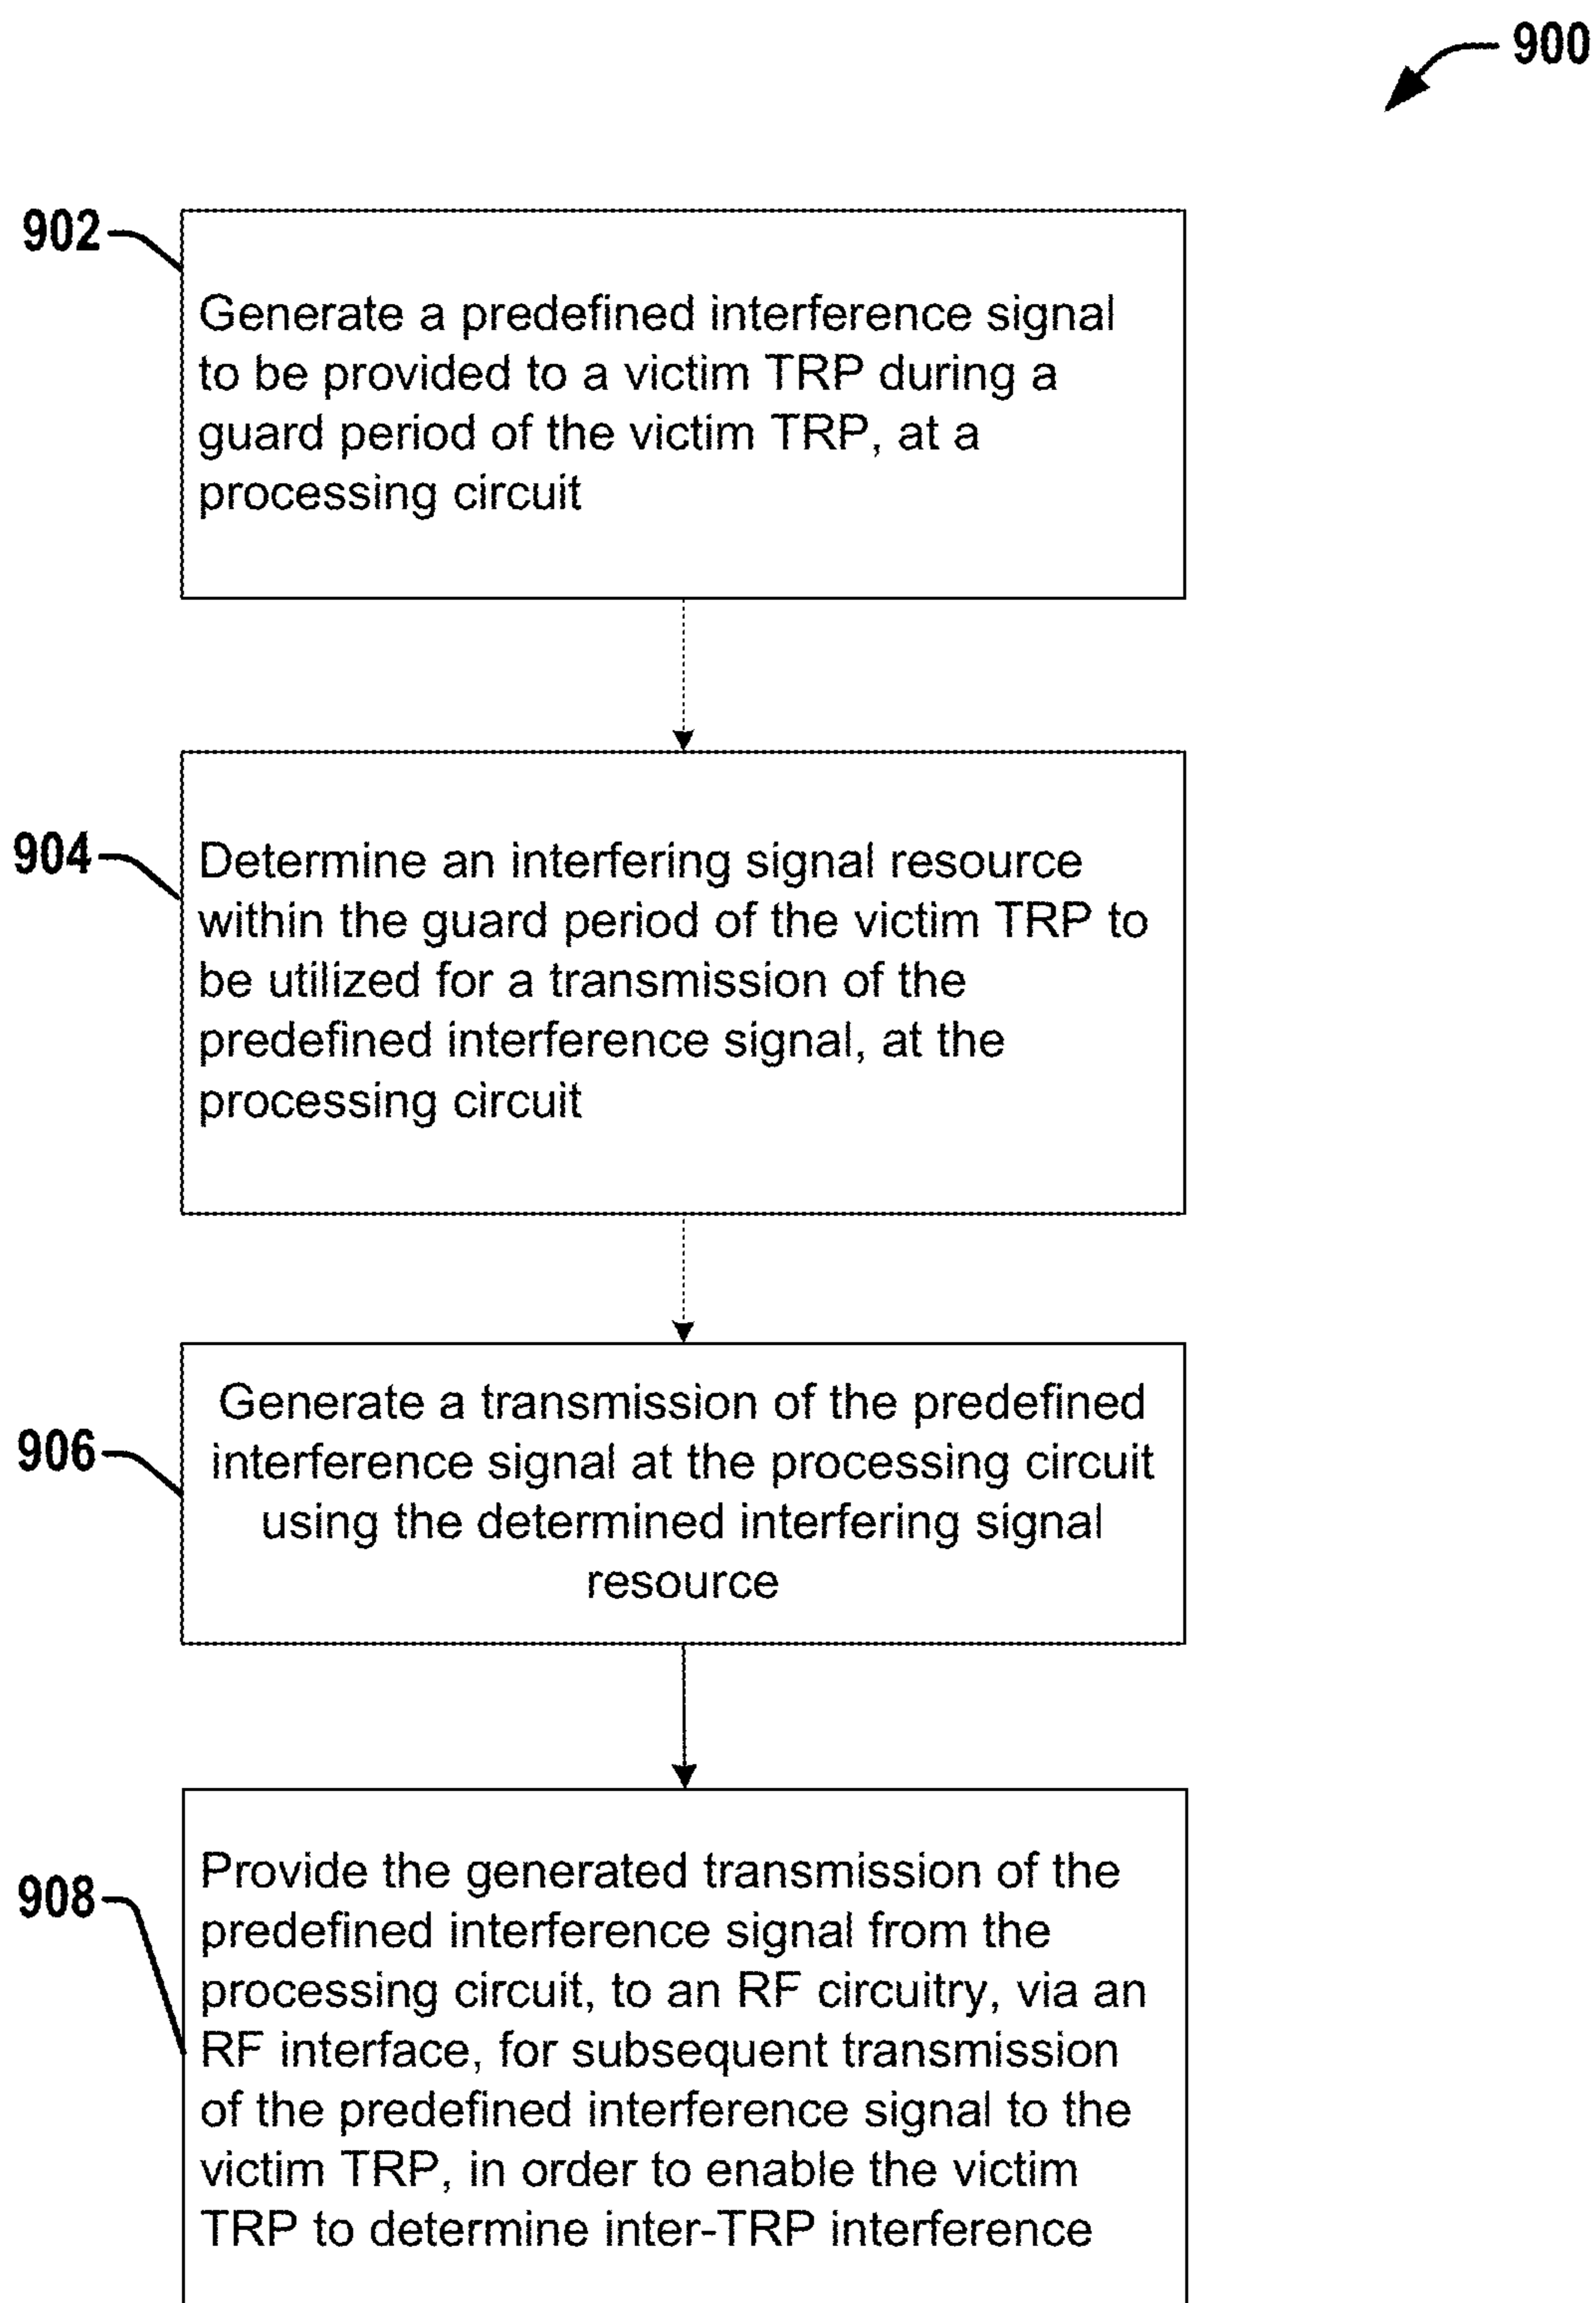 900
902
Generate a predefined interference signal
to be provided to a victim TRP during a
guard period of the victim TRP, at a
processing circuit
904
Determine an interfering signal resource
within the guard period of the victim TRP to
be utilized for a transmission of the
predefined interference signal, at the
processing circuit
906
Generate a transmission of the predefined
interference signal at the processing circuit
using the determined interfering signal
resource
908
Provide the generated transmission of the
predefined interference signal from the
processing circuit, to an RF circuitry, via an
RF interface, for subsequent transmission
of the predefined interference signal to the
victim TRP, in order to enable the victim
TRP to determine inter-TRP interference